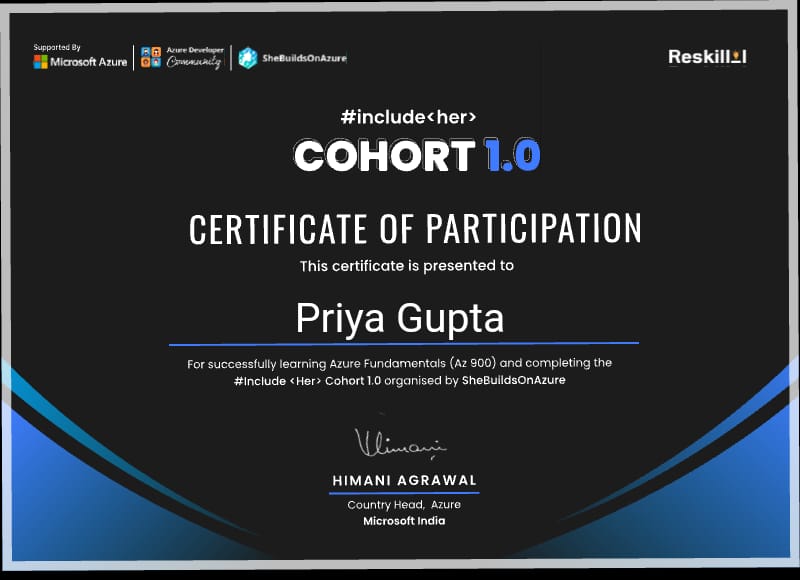 Supported By
Microsoft Azure
Azure Developer
Community
SheBuildsOnAzure
Reskilll
#include<her>
COHORT 1.0
CERTIFICATE OF PARTICIPATION
This certificate is presented to
Priya Gupta
For successfully learning Azure Fundamentals (Az 900) and completing the
#Include <Her> Cohort 1.0 organised by SheBuildsOnAzure
Himani
HIMANI AGRAWAL
Country Head, Azure
Microsoft India